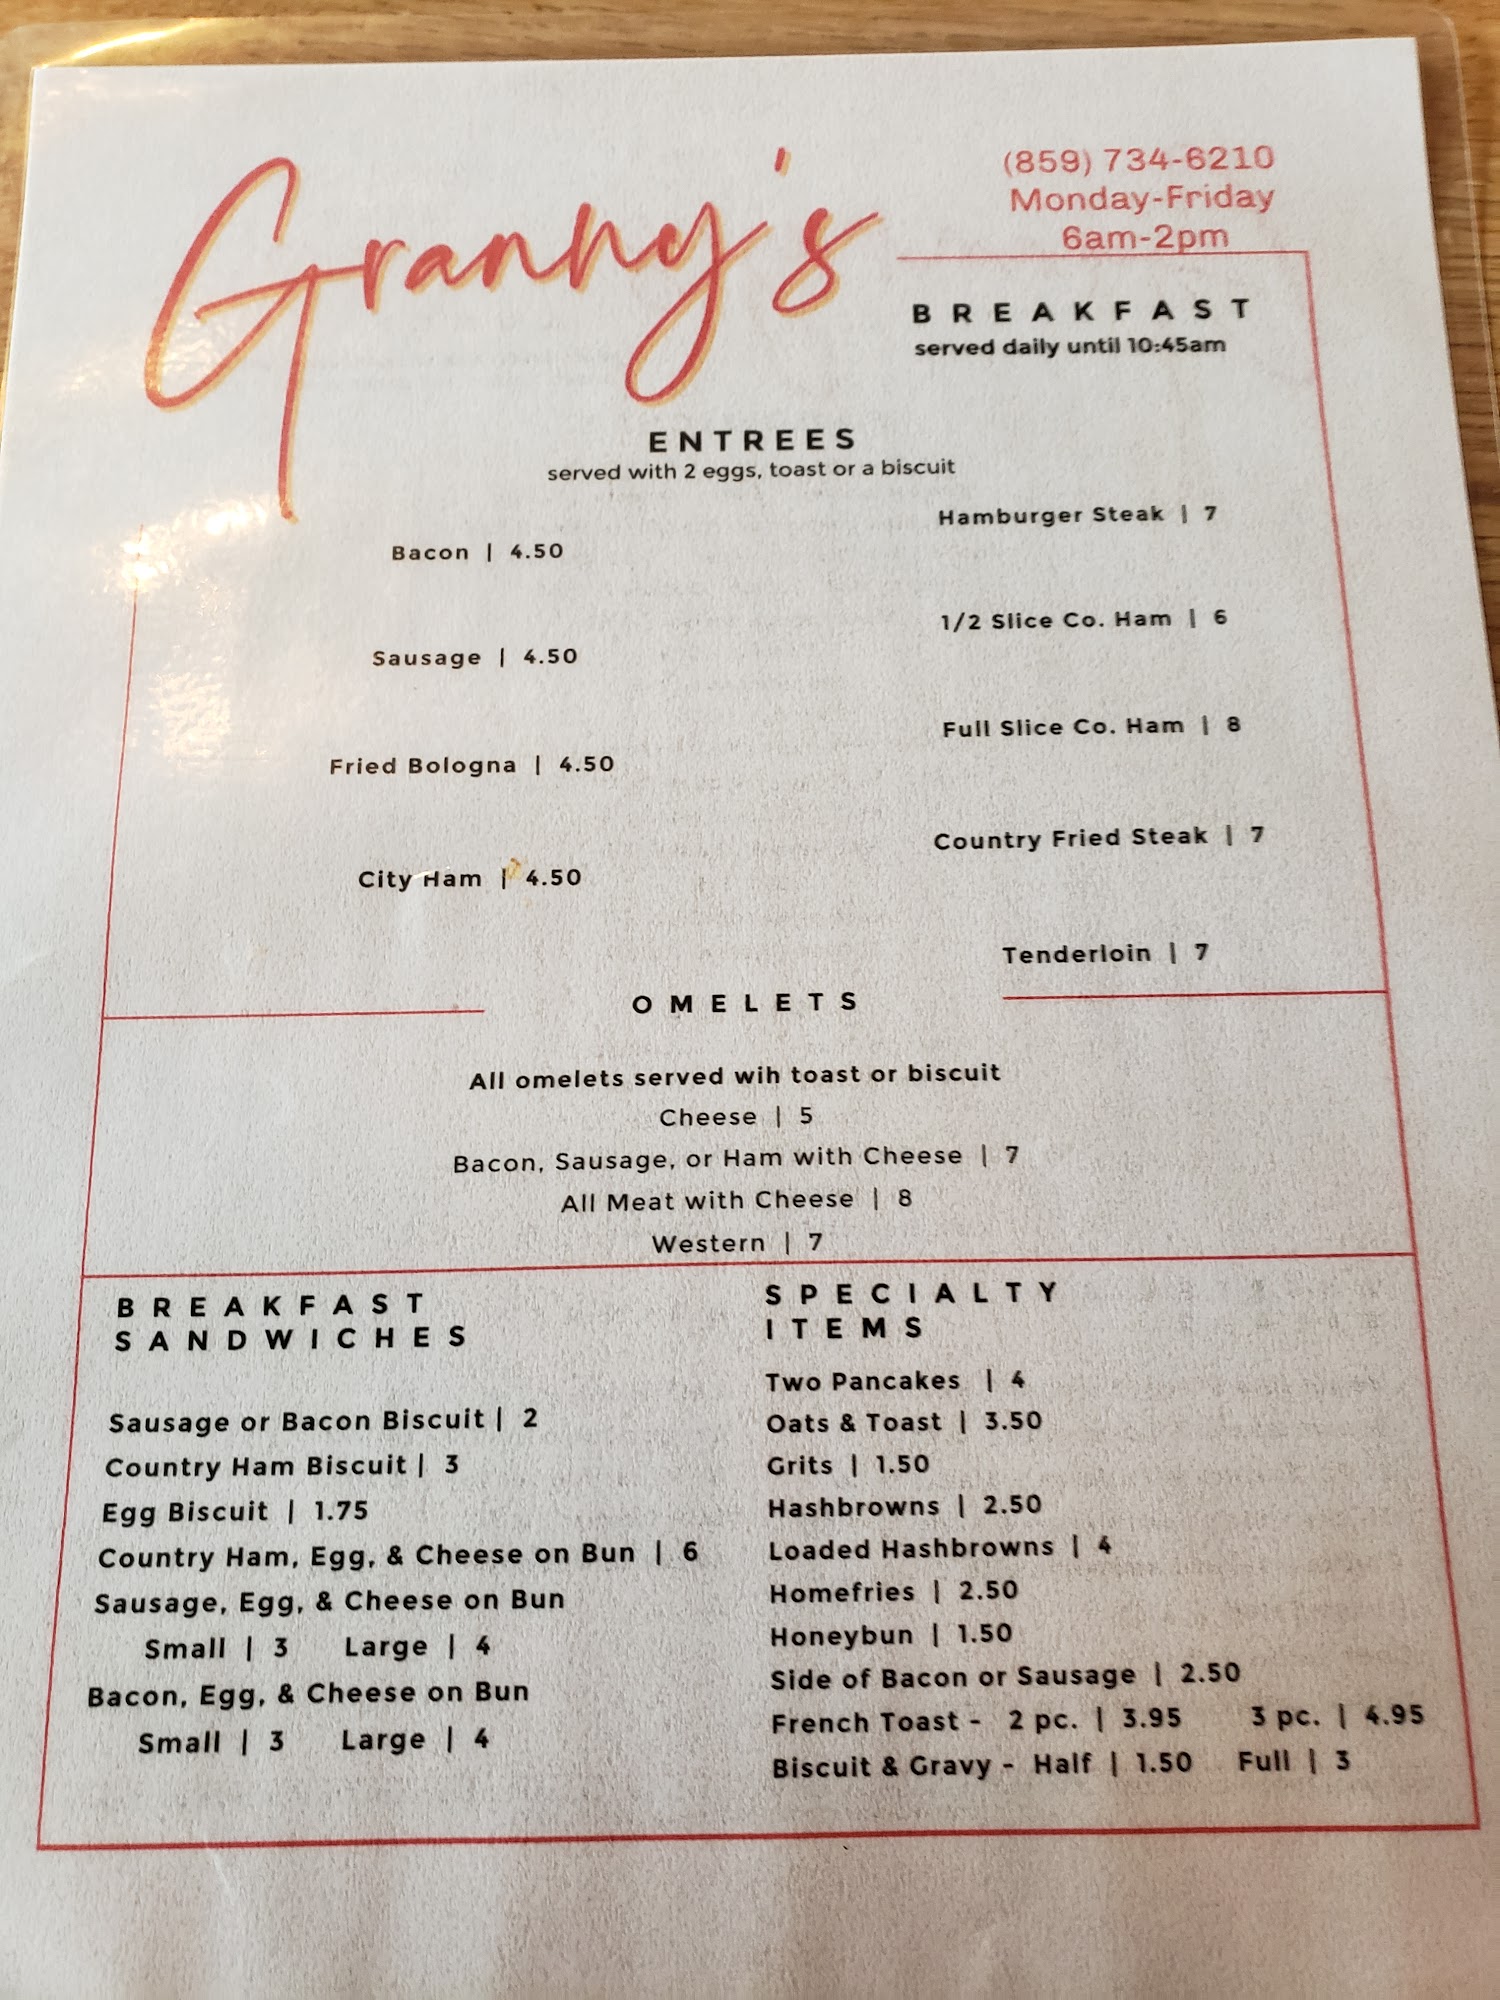 Granny's
(859) 734-6210
Monday-Friday
6am-2pm
BREAKFAST
served daily until 10:45am
ENTREES
served with 2 eggs, toast or a biscuit
Bacon | 4.50
Sausage | 4.50
Fried Bologna | 4.50
City Ham | 4.50
Hamburger Steak | 7
1/2 Slice Co. Ham | 6
Full Slice Co. Ham | 8
Country Fried Steak | 7
Tenderloin | 7
OMELETS
All omelets served wih toast or biscuit
Cheese | 5
Bacon, Sausage, or Ham with Cheese | 7
All Meat with Cheese | 8
Western | 7
BREAKFAST
SANDWICHES
Sausage or Bacon Biscuit | 2
Country Ham Biscuit | 3
Egg Biscuit | 1.75
Country Ham, Egg, & Cheese on Bun | 6
Sausage, Egg, & Cheese on Bun
Small | 3 Large | 4
Bacon, Egg, & Cheese on Bun
Small | 3 Large | 4
SPECIALTY
ITEMS
Two Pancakes | 4
Oats & Toast | 3.50
Grits | 1.50
Hashbrowns | 2.50
Loaded Hashbrowns | 4
Homefries | 2.50
Honeybun | 1.50
Side of Bacon or Sausage | 2.50
French Toast - 2 pc. | 3.95 3 pc. | 4.95
Biscuit & Gravy - Half | 1.50 Full | 3